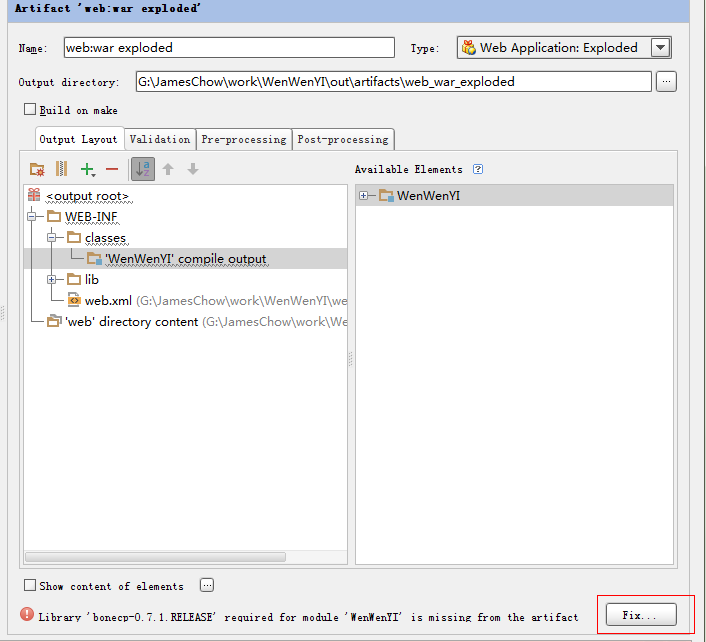 Artifact 'web:war exploded'
Name: web:war exploded Type: Web Application: Exploded
Output directory: G:\JamesChow\work\WenWenYI\out\artifacts\web_war_exploded ...
Build on make
Output Layout Validation Pre-processing Post-processing
Available Elements ?
<output root>
WenWenYI
WEB-INF
classes
'WenWenYI' compile output
lib
web.xml (G:\JamesChow\work\WenWenYI\we
'web' directory content (G:\JamesChow\work\We
Show content of elements ...
Library 'bonecp-0.7.1.RELEASE' required for module 'WenWenYI' is missing from the artifact Fix...